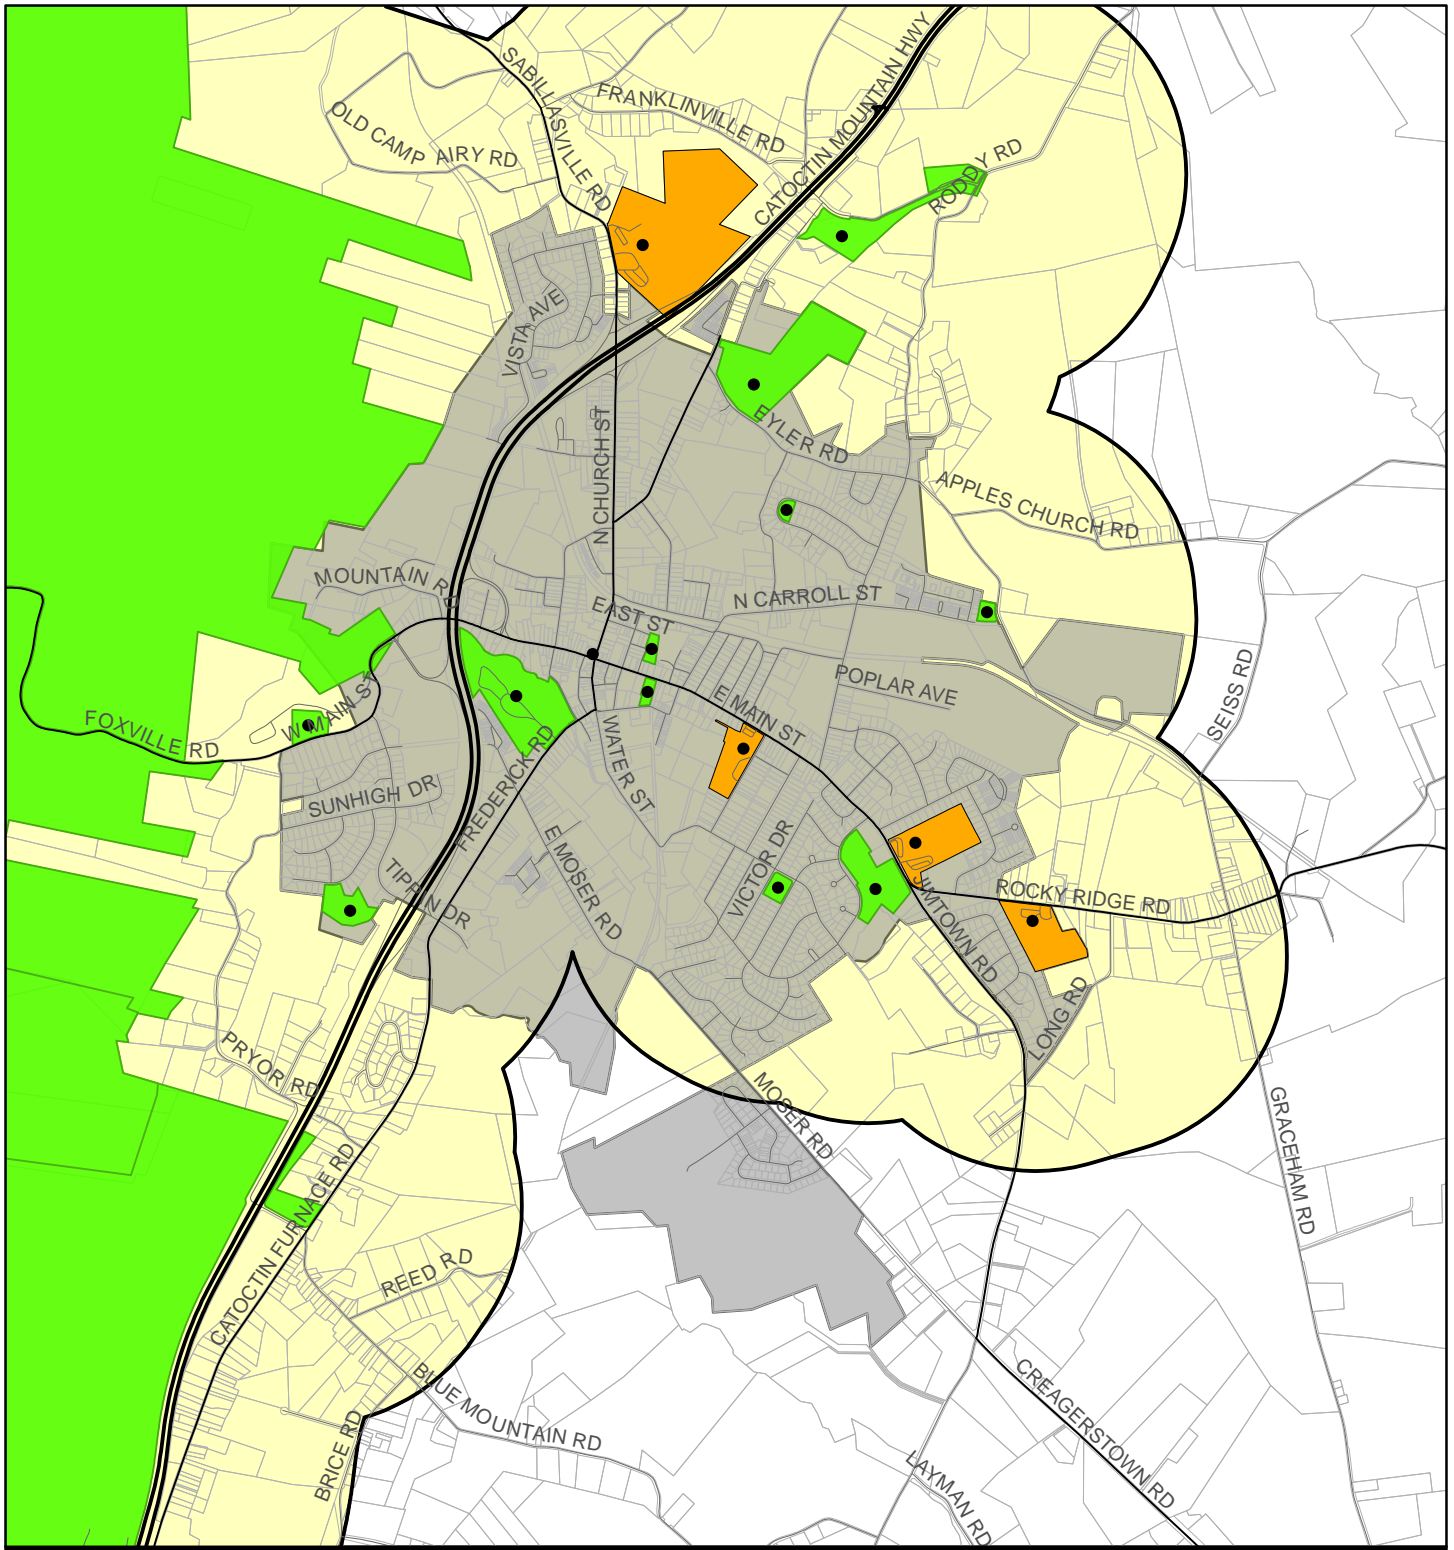 SABILLASVILLE RD
FRANKLINVILLE RD
CATOCTIN MOUNTAIN HWY
OLD CAMP AIRY RD
RODDY RD
VISTA AVE
EYLER RD
N CHURCH ST
APPLES CHURCH RD
MOUNTAIN RD
EAST ST
N CARROLL ST
POPLAR AVE
SEISS RD
FOXVILLE RD
W MAIN ST
E MAIN ST
WATER ST
FREDERICK RD
SUNHIGH DR
TIPPIN DR
E MOSER RD
VICTOR DR
JIMTOWN RD
ROCKY RIDGE RD
LONG RD
PRYOR RD
MOSER RD
GRACEHAM RD
CATOCTIN FURNACE RD
REED RD
BLUE MOUNTAIN RD
BRICE RD
CREAGERSTOWN RD
LAYMAN RD